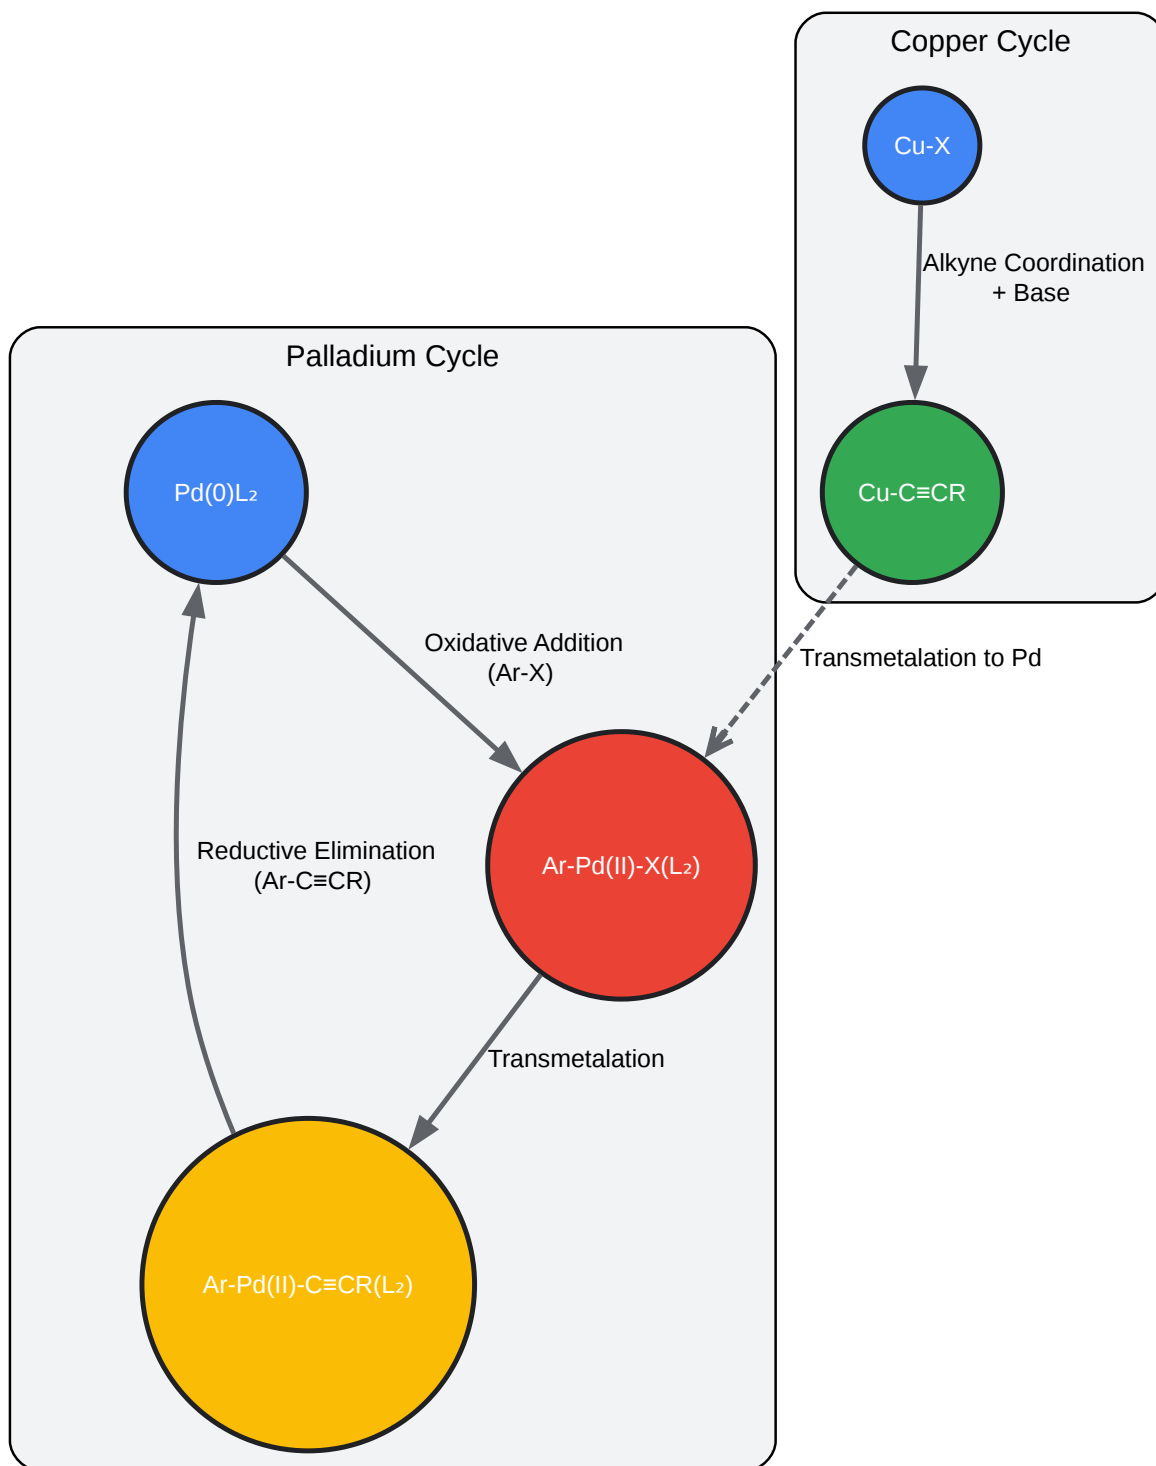 Copper Cycle
Cu-X
Alkyne Coordination
+ Base
Palladium Cycle
Pd(0)L₂
Cu-C≡CR
Oxidative Addition
(Ar-X)
Transmetalation to Pd
Ar-Pd(II)-X(L₂)
Reductive Elimination
(Ar-C≡CR)
Transmetalation
Ar-Pd(II)-C≡CR(L₂)